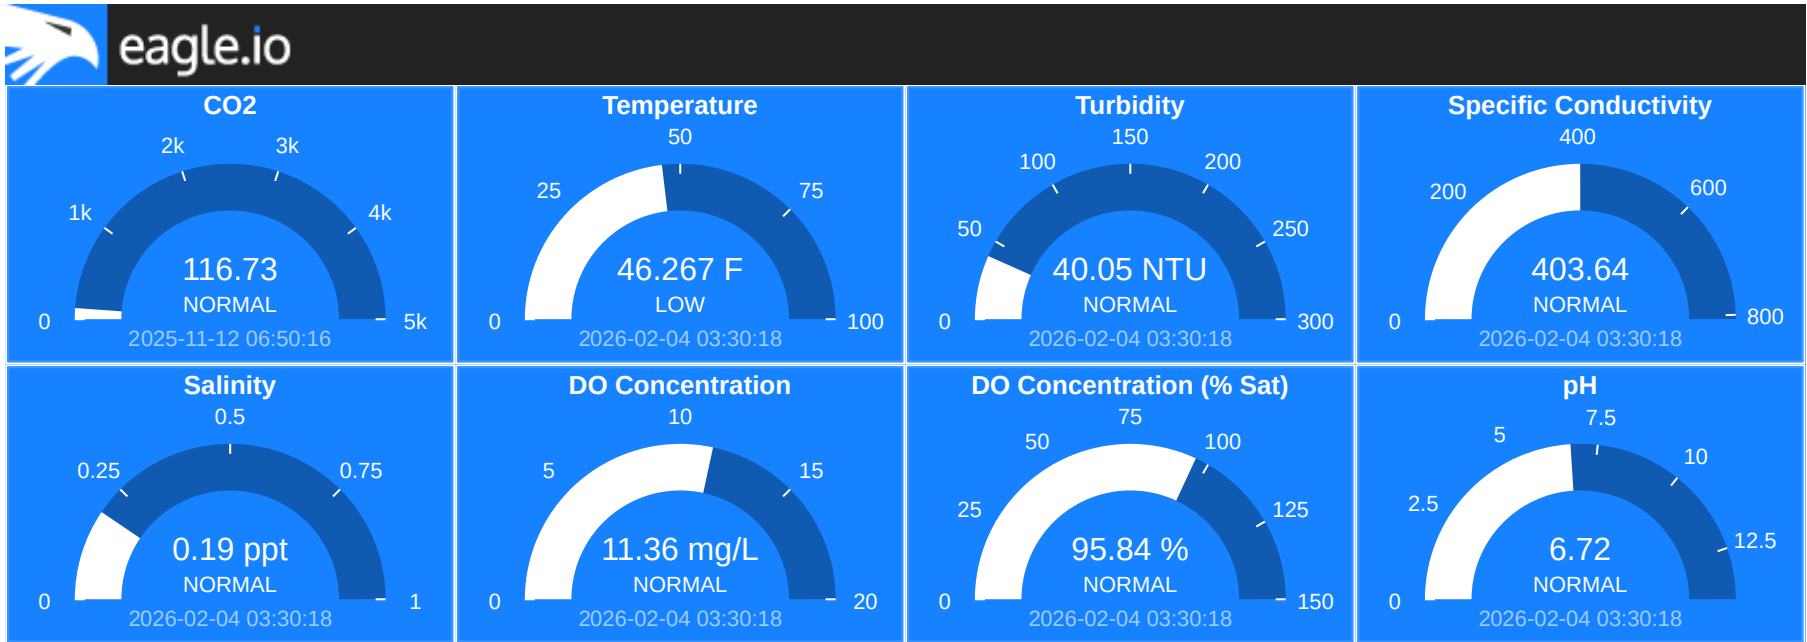 eagle.io
CO2
0
1k
2k
3k
4k
5k
116.73
NORMAL
2025-11-12 06:50:16
Temperature
0
25
50
75
100
46.267 F
LOW
2026-02-04 03:30:18
Turbidity
0
50
100
150
200
250
300
40.05 NTU
NORMAL
2026-02-04 03:30:18
Specific Conductivity
0
200
400
600
800
403.64
NORMAL
2026-02-04 03:30:18
Salinity
0
0.25
0.5
0.75
1
0.19 ppt
NORMAL
2026-02-04 03:30:18
DO Concentration
0
5
10
15
20
11.36 mg/L
NORMAL
2026-02-04 03:30:18
DO Concentration (% Sat)
0
25
50
75
100
125
150
95.84 %
NORMAL
2026-02-04 03:30:18
pH
0
2.5
5
7.5
10
12.5
6.72
NORMAL
2026-02-04 03:30:18